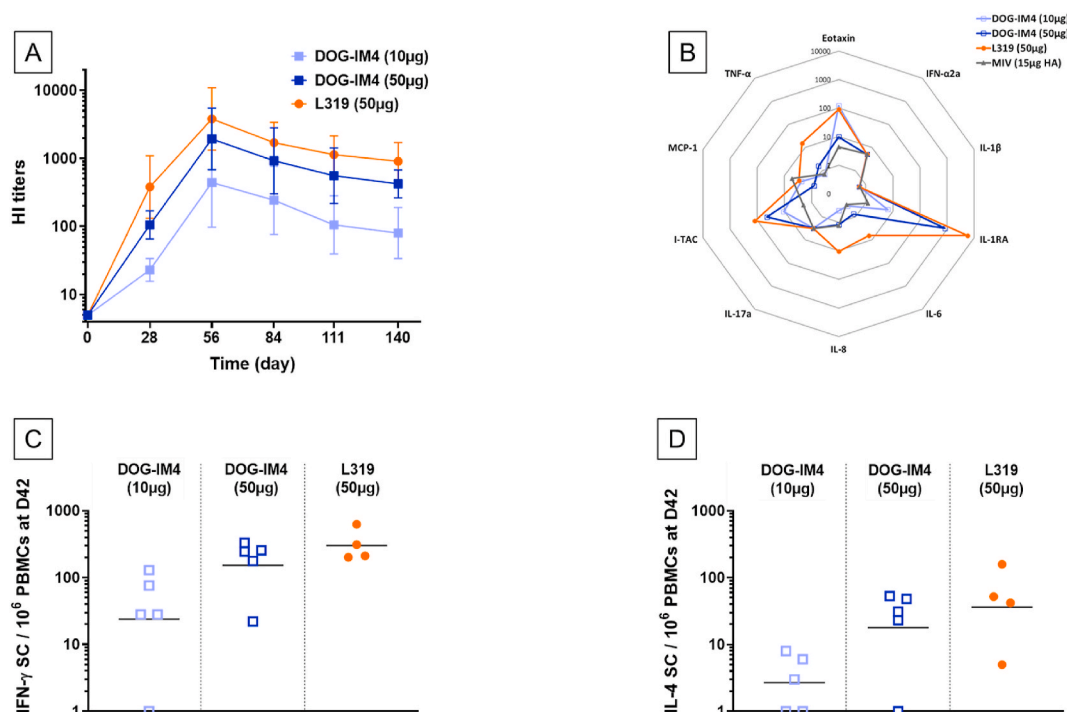 A
DOG-IM4 (10µg)
DOG-IM4 (50µg)
L319 (50µg)
HI titers
10000
1000
100
10
0
28
56
84
111
140
Time (day)
B
DOG-IM4 (10µg)
DOG-IM4 (50µg)
L319 (50µg)
MIV (15µg HA)
Eotaxin
IFN-α2a
IL-1β
IL-1RA
IL-6
IL-8
IL-17a
I-TAC
MCP-1
TNF-α
10000
1000
100
10
0
C
DOG-IM4
(10µg)
DOG-IM4
(50µg)
L319
(50µg)
IFN-γ SC / 10⁶ PBMCs at D42
1000
100
10
1
D
DOG-IM4
(10µg)
DOG-IM4
(50µg)
L319
(50µg)
IL-4 SC / 10⁶ PBMCs at D42
1000
100
10
1